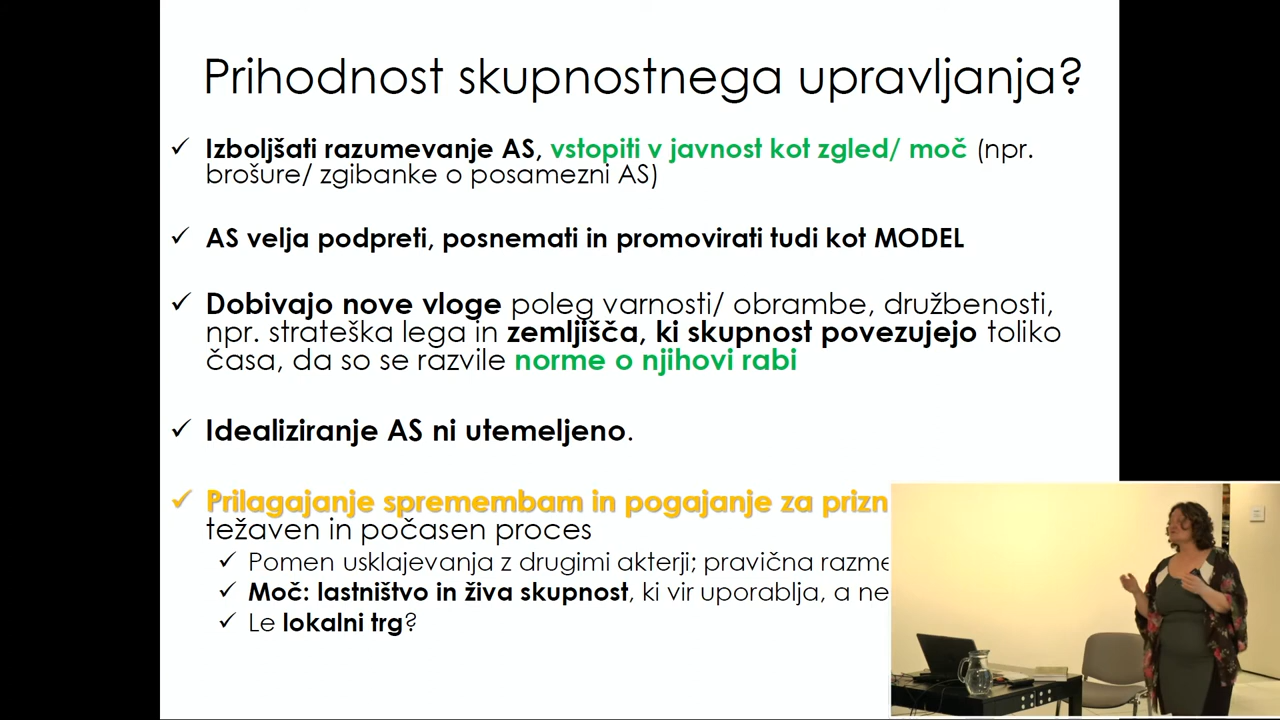 Prihodnost skupnostnega upravljanja?
✓ Izboljšati razumevanje AS, vstopiti v javnost kot zgled/ moč (npr.
brošure/ zgibanke o posamezni AS)
✓ AS velja podpreti, posnemati in promovirati tudi kot MODEL
✓ Dobivajo nove vloge poleg varnosti/ obrambe, družbenosti,
npr. strateška lega in zemljišča, ki skupnost povezujejo toliko
časa, da so se razvile norme o njihovi rabi
✓ Idealiziranje AS ni utemeljeno.
✓ Prilagajanje spremembam in pogajanje za prizn
težaven in počasen proces
✓ Pomen usklajevanja z drugimi akterji; pravična razme
✓ Moč: lastništvo in živa skupnost, ki vir uporablja, a ne
✓ Le lokalni trg?